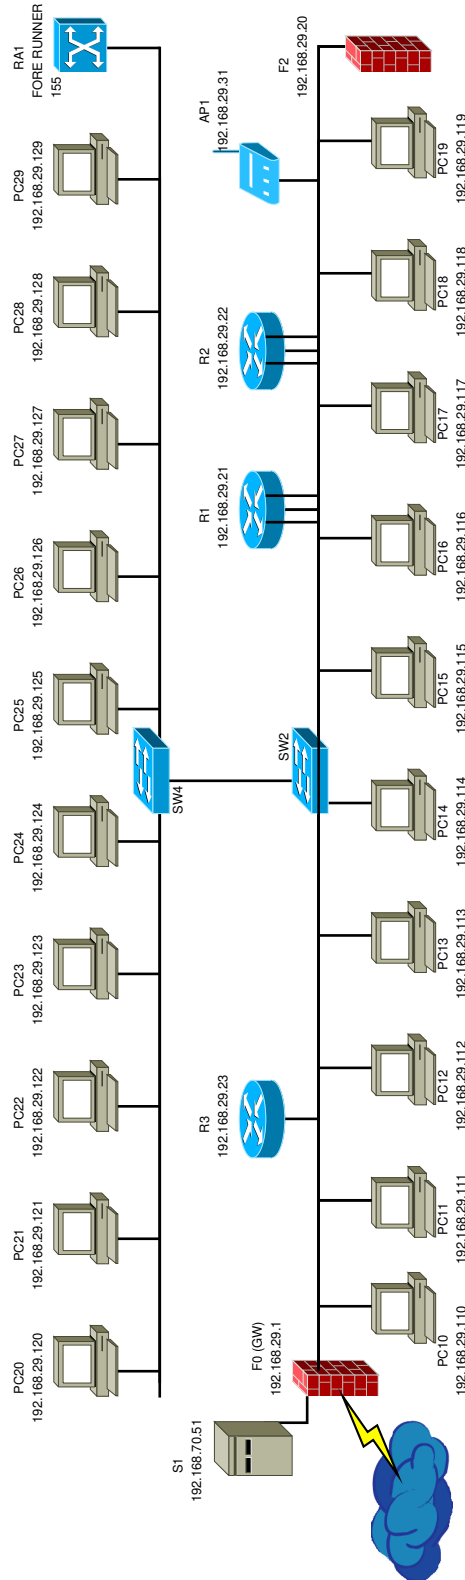 PC20
192.168.29.120
PC21
192.168.29.121
PC22
192.168.29.122
PC23
192.168.29.123
PC24
192.168.29.124
PC25
192.168.29.125
PC26
192.168.29.126
PC27
192.168.29.127
PC28
192.168.29.128
PC29
192.168.29.129
RA1
FORE RUNNER
155
SW4
S1
192.168.70.51
F0 (GW)
192.168.29.1
R3
192.168.29.23
SW2
R1
192.168.29.21
R2
192.168.29.22
AP1
192.168.29.31
F2
192.168.29.20
PC10
192.168.29.110
PC11
192.168.29.111
PC12
192.168.29.112
PC13
192.168.29.113
PC14
192.168.29.114
PC15
192.168.29.115
PC16
192.168.29.116
PC17
192.168.29.117
PC18
192.168.29.118
PC19
192.168.29.119